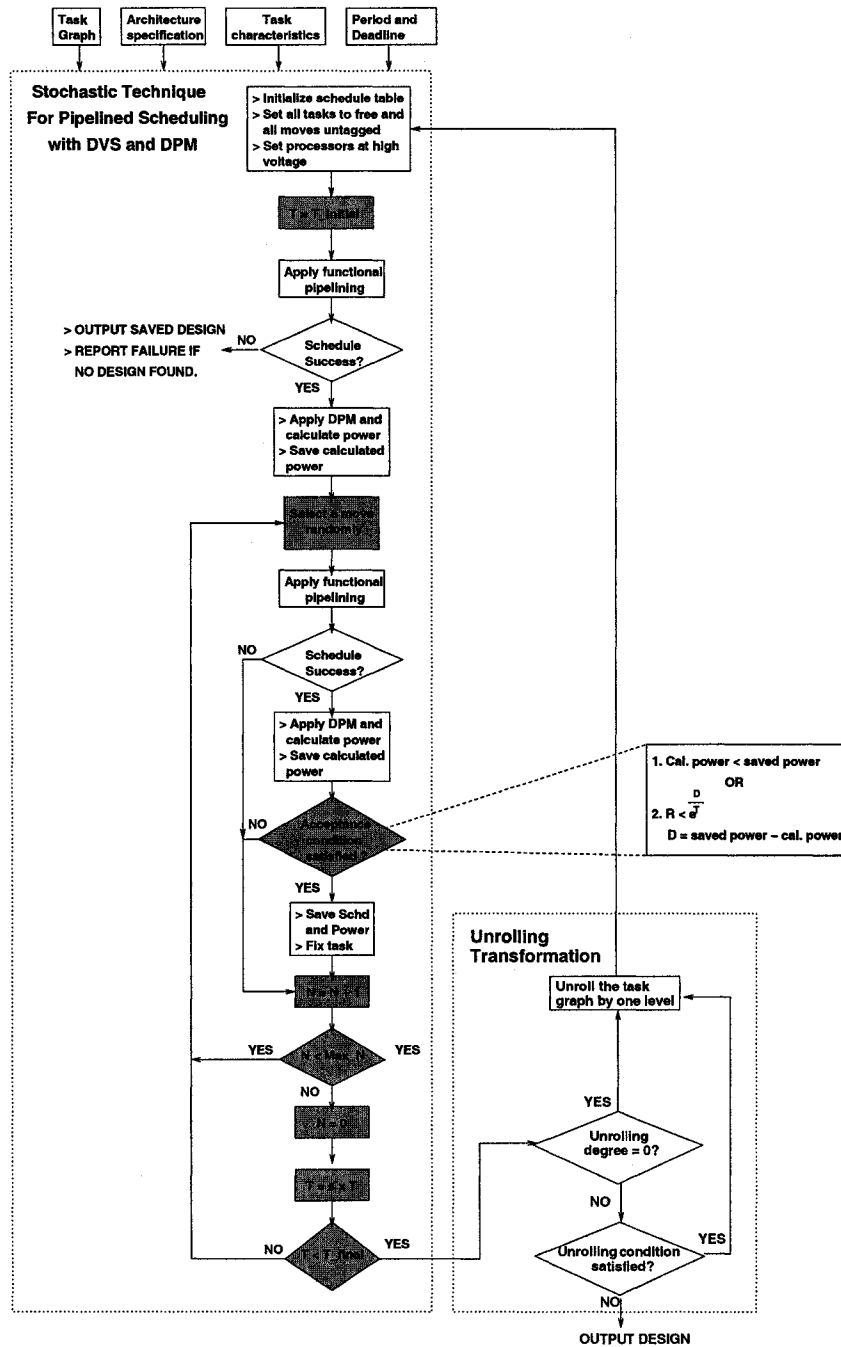 Task
Graph
Architecture
specification
Task
characteristics
Period and
Deadline
Stochastic Technique
For Pipelined Scheduling
with DVS and DPM
> Initialize schedule table
> Set all tasks to free and
all moves untagged
> Set processors at high
voltage
T = T_initial
Apply functional
pipelining
> OUTPUT SAVED DESIGN
> REPORT FAILURE IF
NO DESIGN FOUND.
NO
Schedule
Success?
YES
> Apply DPM and
calculate power
> Save calculated
power
Select a move
randomly
Apply functional
pipelining
NO
Schedule
Success?
YES
> Apply DPM and
calculate power
> Save calculated
power
1. Cal. power < saved power
OR
2. R < e^(D/T)
D = saved power – cal. power
NO
Acceptance
condition
satisfied ?
YES
> Save Schd
and Power
> Fix task
N = N + 1
YES
N < Max_N
YES
NO
N = 0
T =
x T
NO
T < T_final
YES
Unrolling
Transformation
Unroll the task
graph by one level
YES
Unrolling
degree = 0?
NO
YES
Unrolling condition
satisfied?
NO
OUTPUT DESIGN